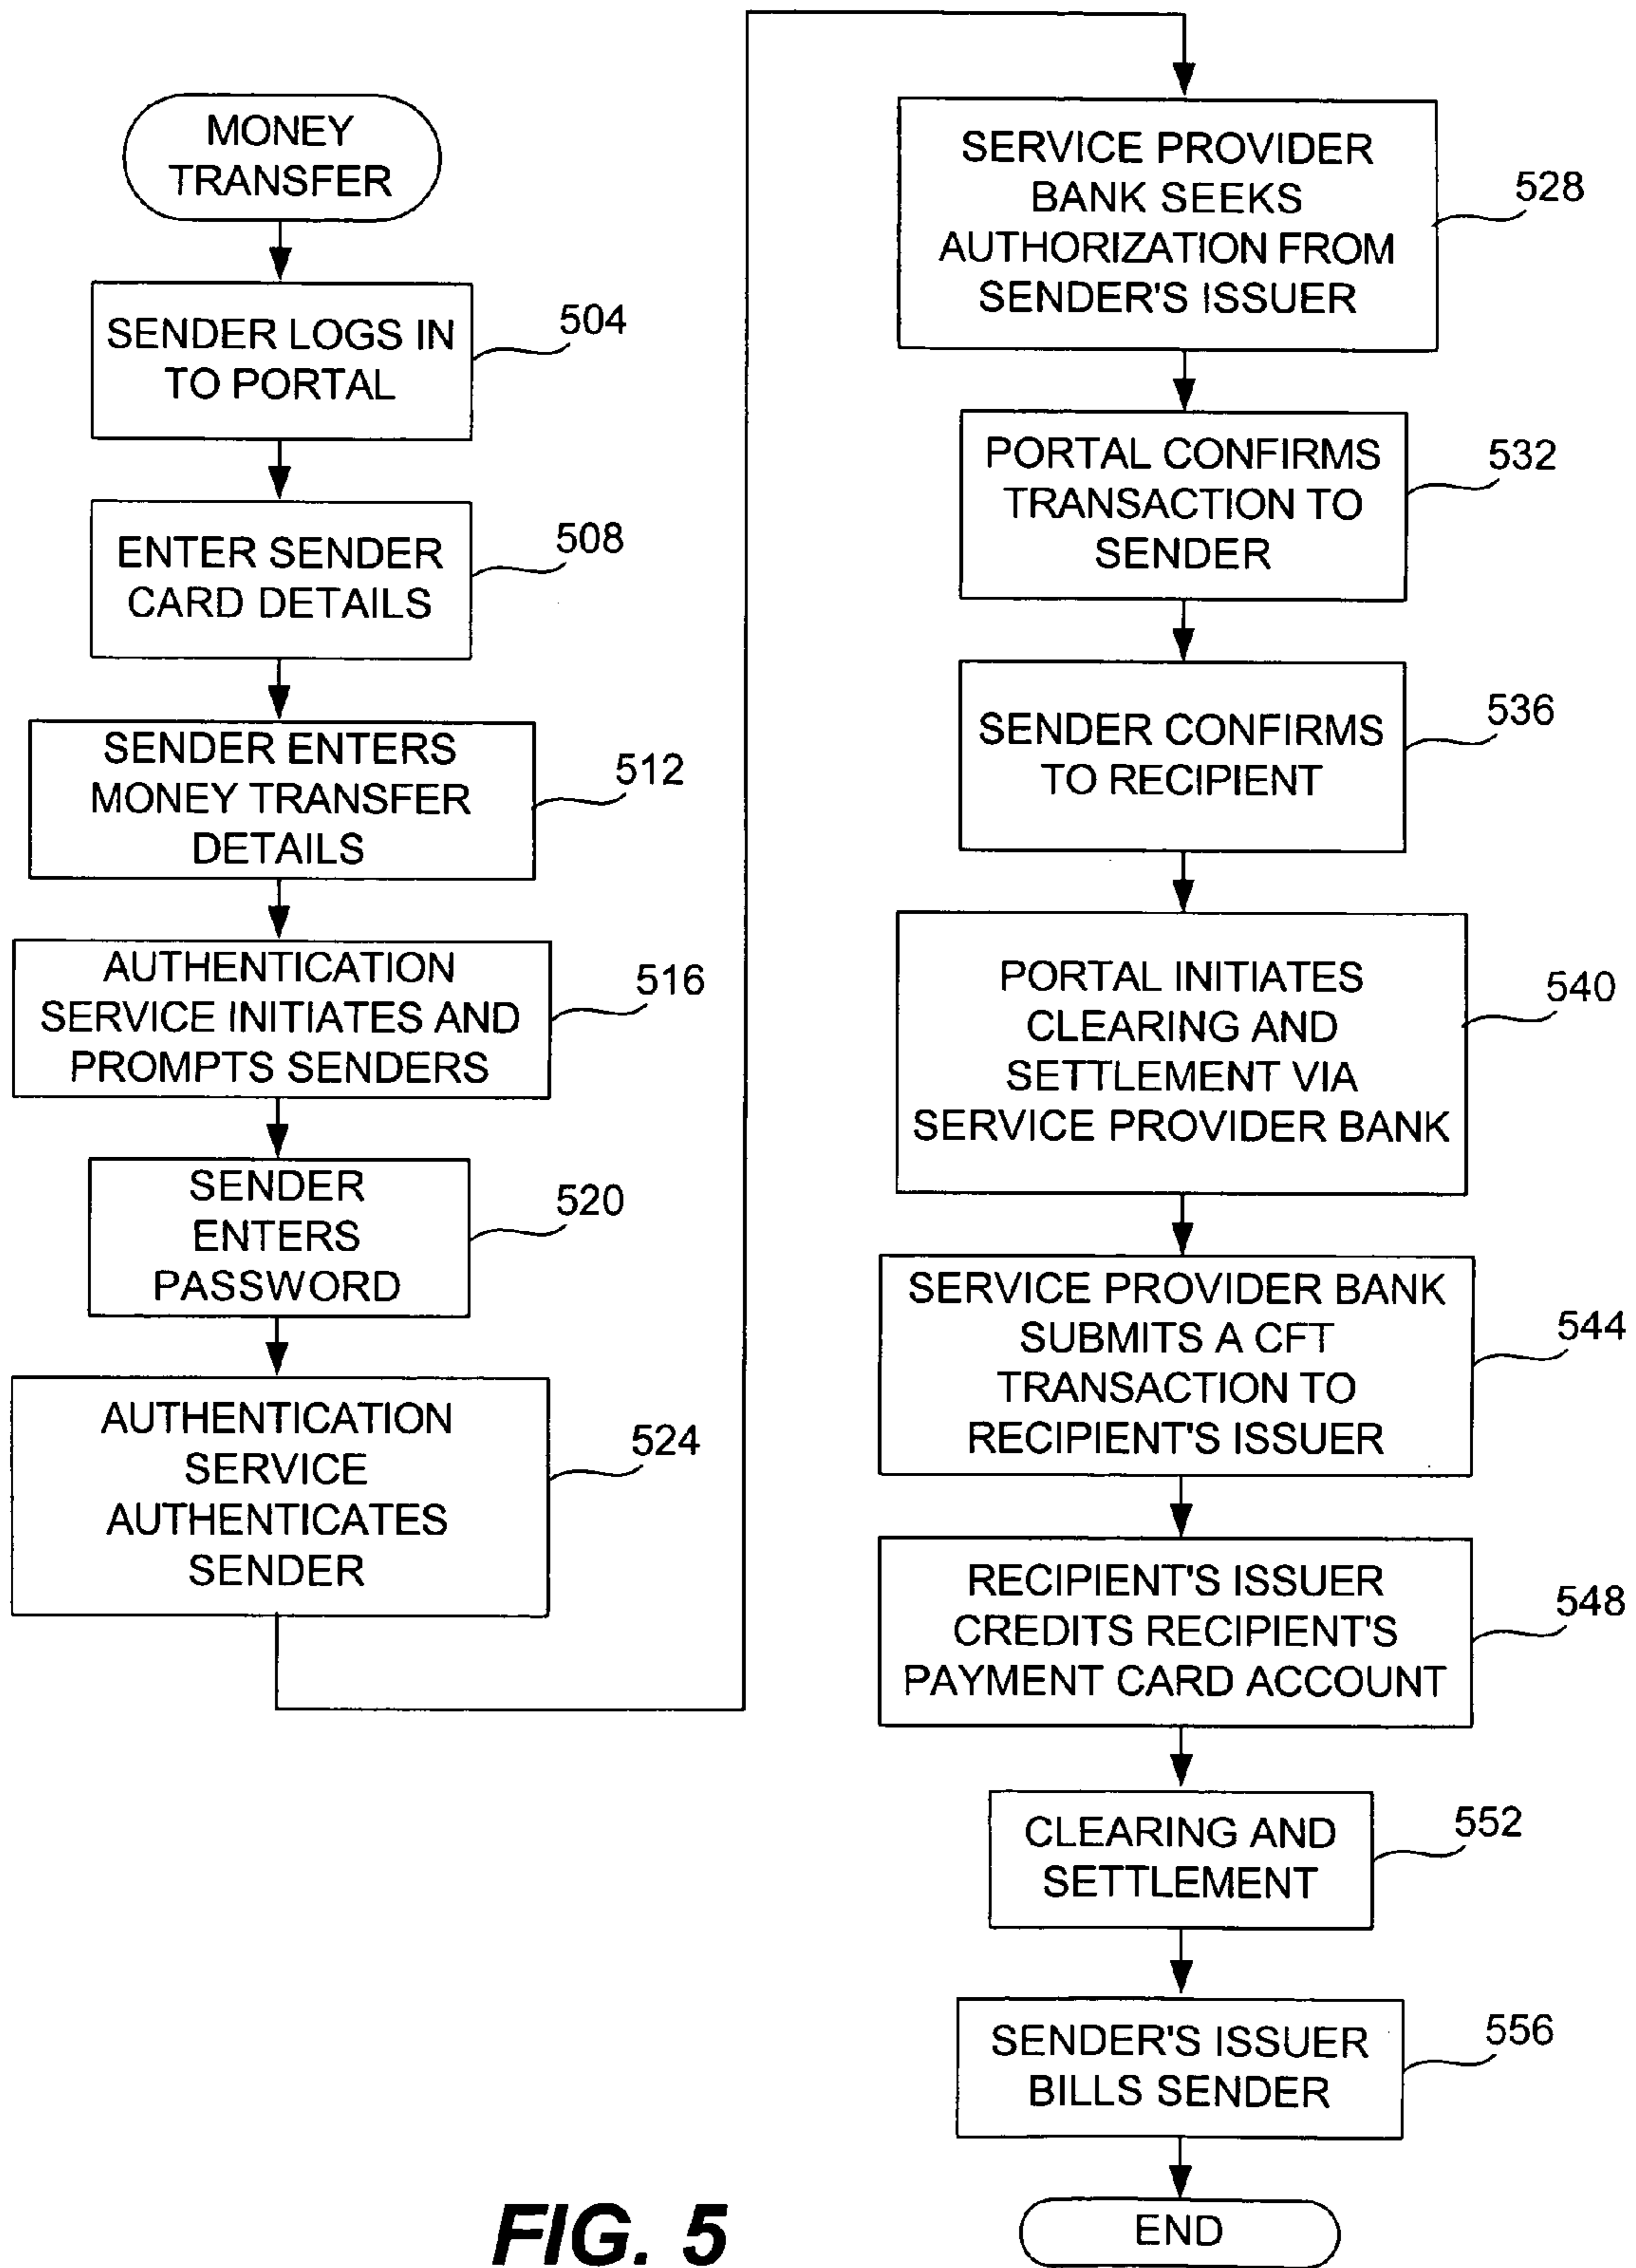 MONEY
TRANSFER
SENDER LOGS IN
TO PORTAL
504
ENTER SENDER
CARD DETAILS
508
SENDER ENTERS
MONEY TRANSFER
DETAILS
512
AUTHENTICATION
SERVICE INITIATES AND
PROMPTS SENDERS
516
SENDER
ENTERS
PASSWORD
520
AUTHENTICATION
SERVICE
AUTHENTICATES
SENDER
524
SERVICE PROVIDER
BANK SEEKS
AUTHORIZATION FROM
SENDER'S ISSUER
528
PORTAL CONFIRMS
TRANSACTION TO
SENDER
532
SENDER CONFIRMS
TO RECIPIENT
536
PORTAL INITIATES
CLEARING AND
SETTLEMENT VIA
SERVICE PROVIDER BANK
540
SERVICE PROVIDER BANK
SUBMITS A CFT
TRANSACTION TO
RECIPIENT'S ISSUER
544
RECIPIENT'S ISSUER
CREDITS RECIPIENT'S
PAYMENT CARD ACCOUNT
548
CLEARING AND
SETTLEMENT
552
SENDER'S ISSUER
BILLS SENDER
556
END
FIG. 5